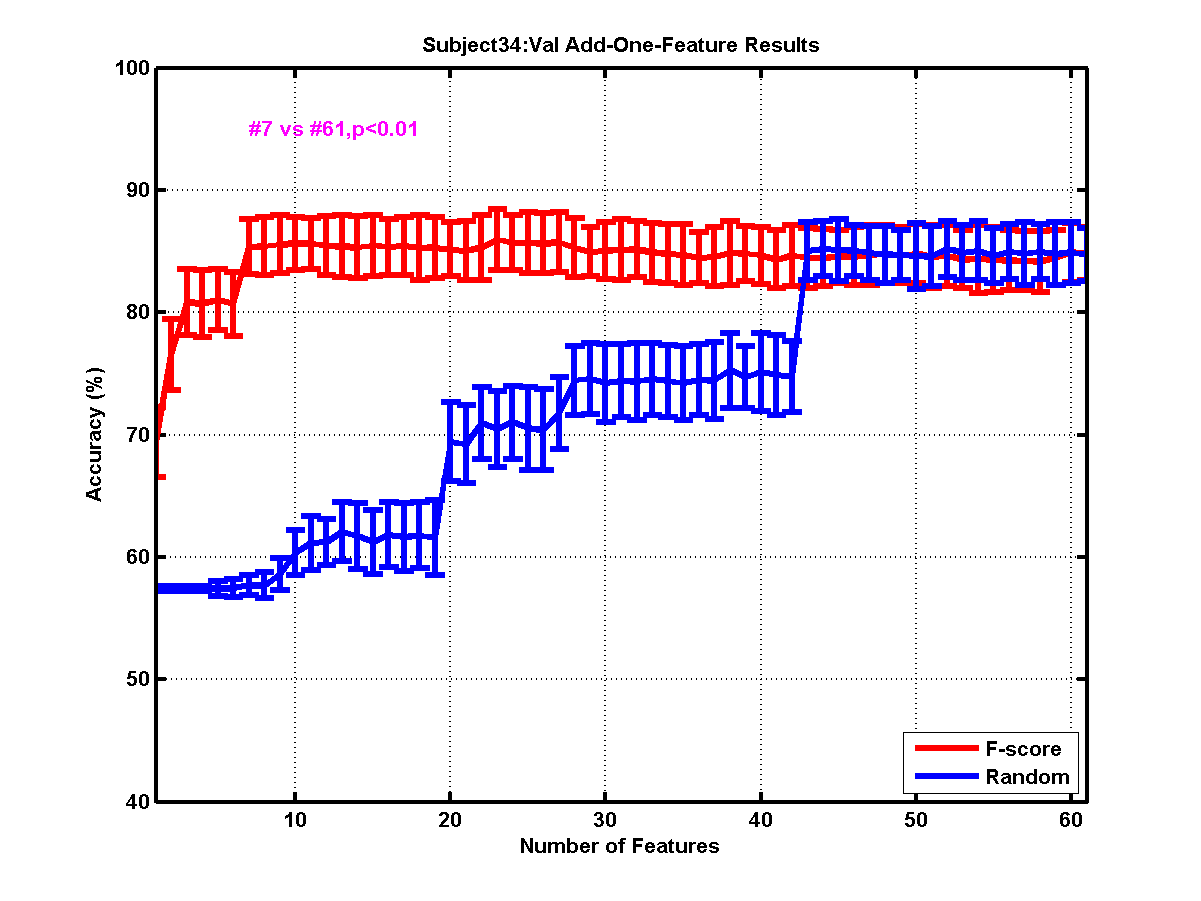 Subject34:Val Add-One-Feature Results
#7 vs #61,p<0.01
100
90
80
70
60
50
40
Accuracy (%)
10 20 30 40 50 60
Number of Features
F-score
Random